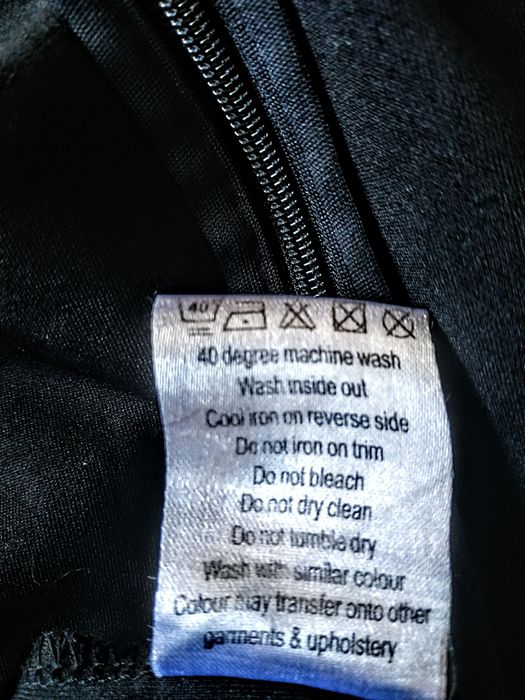 40
40 degree machine wash
Wash inside out
Cool iron on reverse side
Do not iron on trim
Do not bleach
Do not dry clean
Do not tumble dry
Wash with similar colour
Colour may transfer onto other
garments & upholstery